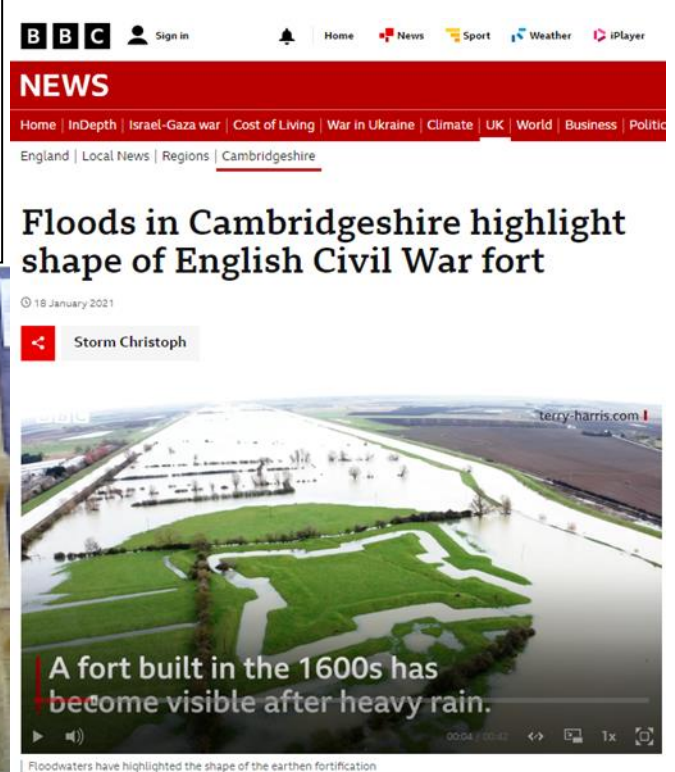 BBC Sign in Home News Sport Weather iPlayer
NEWS
Home | InDepth | Israel-Gaza war | Cost of Living | War in Ukraine | Climate | UK | World | Business | Politic
England | Local News | Regions | Cambridgeshire
Floods in Cambridgeshire highlight
shape of English Civil War fort
18 January 2021
Storm Christoph
BBC
terry-harris.com
A fort built in the 1600s has
become visible after heavy rain.
00:04 / 00:42 1x
Floodwaters have highlighted the shape of the earthen fortification